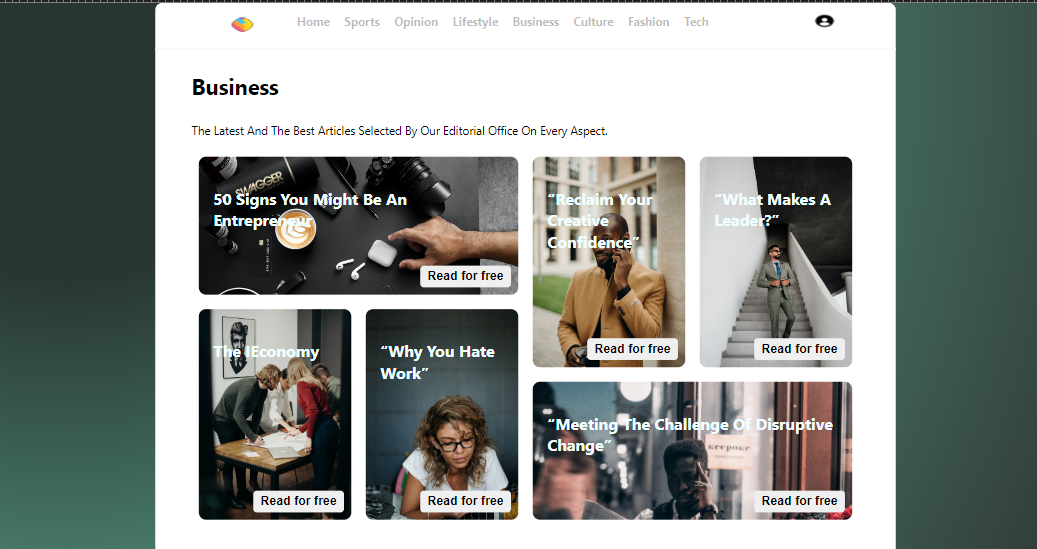 Home Sports Opinion Lifestyle Business Culture Fashion Tech
Business
The Latest And The Best Articles Selected By Our Editorial Office On Every Aspect.
SWAGGER
50 Signs You Might Be An
Entrepreneur
Read for free
“Reclaim Your
Creative
Confidence”
Read for free
“What Makes A
Leader?”
Read for free
The IEconomy
Read for free
“Why You Hate
Work”
Read for free
“Meeting The Challenge Of Disruptive
Change”
Read for free